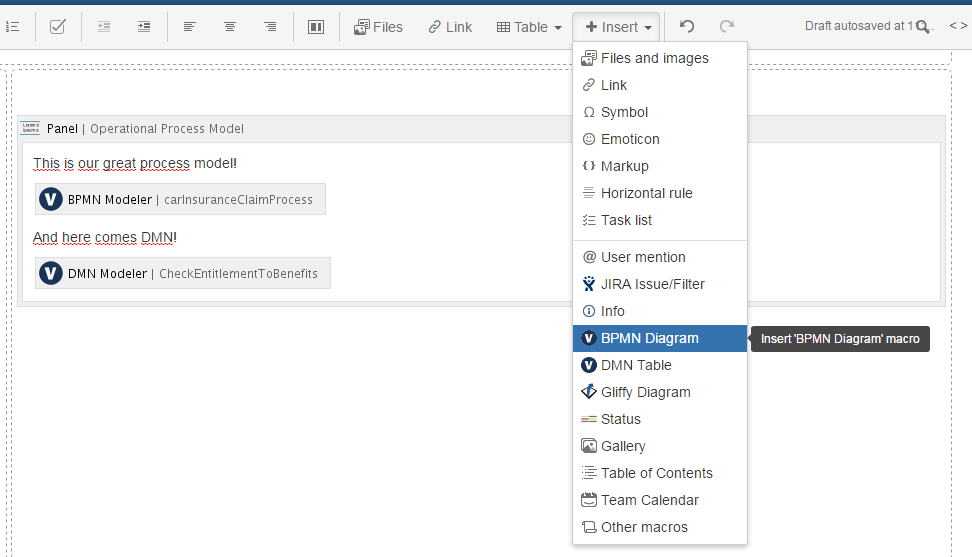 Files Link Table Insert Draft autosaved at 1
Files and images
Link
Symbol
Emoticon
Markup
Horizontal rule
Task list
@ User mention
JIRA Issue/Filter
Info
BPMN Diagram
Insert 'BPMN Diagram' macro
DMN Table
Gliffy Diagram
Status
Gallery
Table of Contents
Team Calendar
Other macros
Panel | Operational Process Model
This is our great process model!
V BPMN Modeler | carInsuranceClaimProcess
And here comes DMN!
V DMN Modeler | CheckEntitlementToBenefits